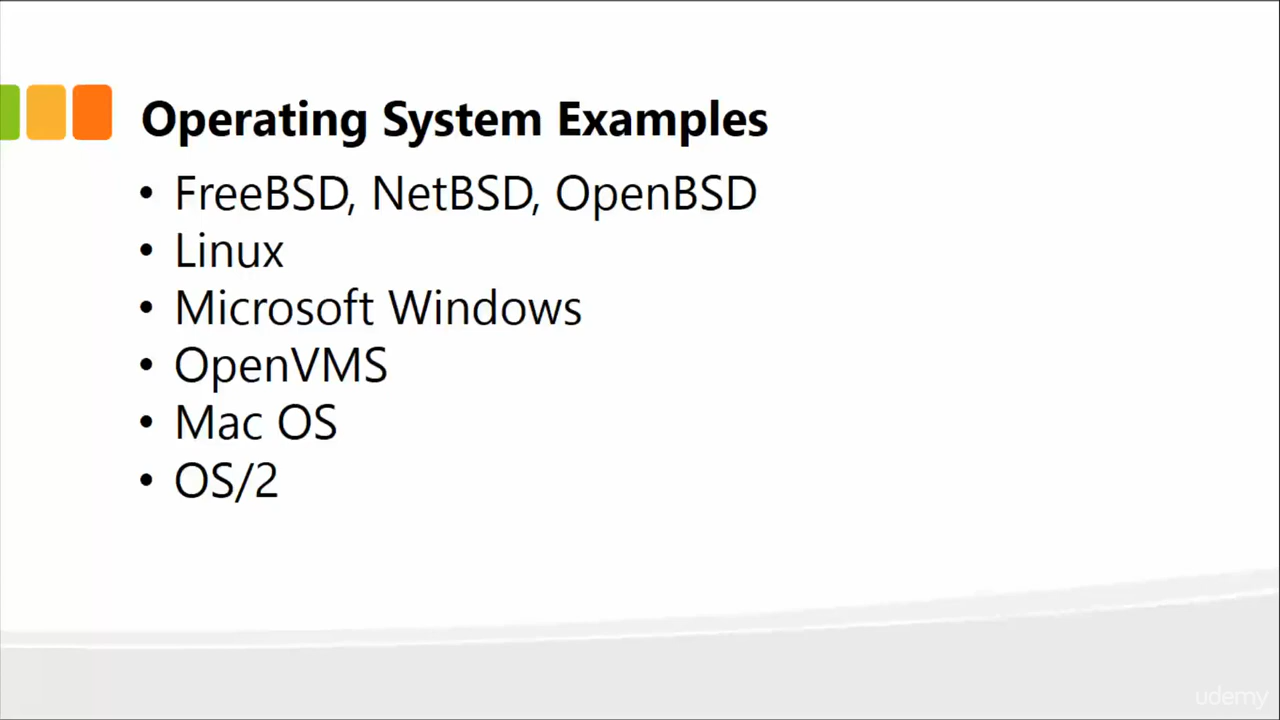 Operating System Examples
• FreeBSD, NetBSD, OpenBSD
• Linux
• Microsoft Windows
• OpenVMS
• Mac OS
• OS/2
udemy